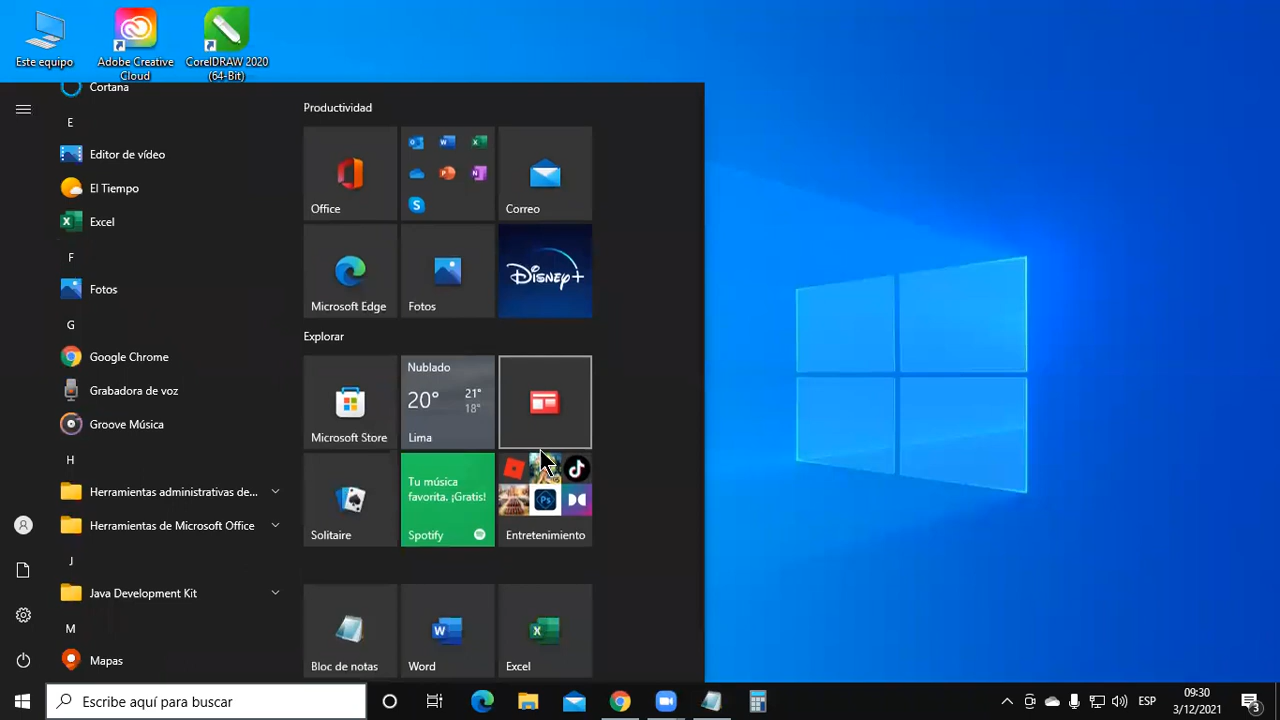 Este equipo
Adobe Creative
Cloud
CorelDRAW 2020
(64-Bit)
Cortana
E
Editor de vídeo
El Tiempo
Excel
F
Fotos
G
Google Chrome
Grabadora de voz
Groove Música
H
Herramientas administrativas de...
Herramientas de Microsoft Office
J
Java Development Kit
M
Mapas
Productividad
Office
Correo
Microsoft Edge
Fotos
Disney+
Explorar
Microsoft Store
Nublado
20° 21°
18°
Lima
Solitaire
Tu música
favorita. ¡Gratis!
Spotify
Ps
Entretenimiento
Bloc de notas
Word
Excel
Escribe aquí para buscar
ESP
09:30
3/12/2021
3